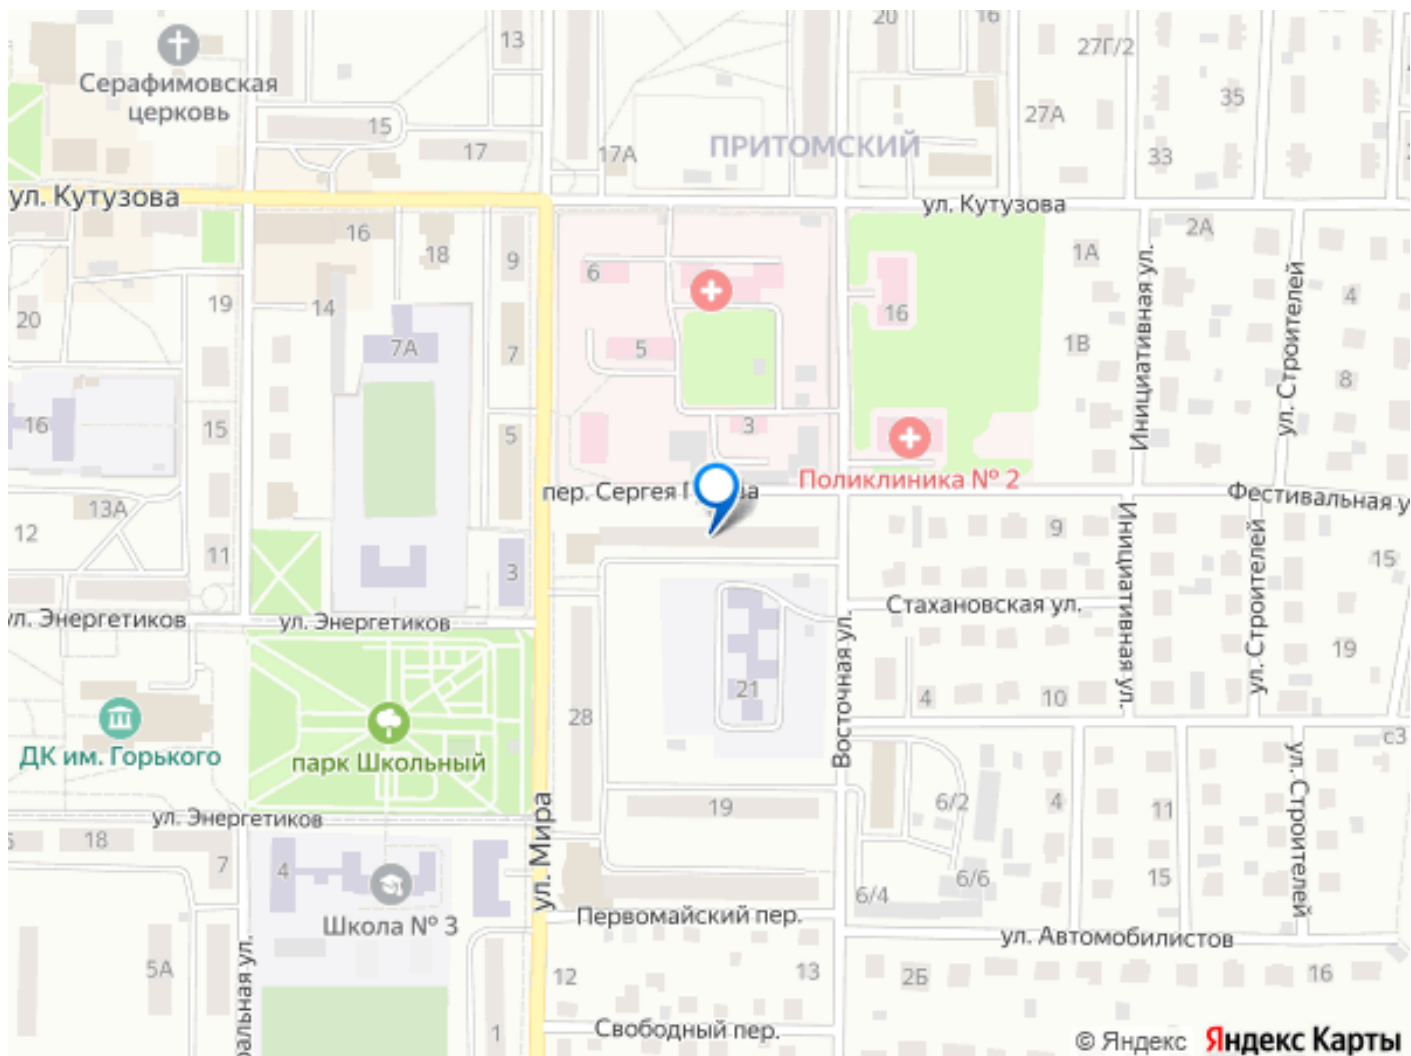 13
20
16
27Г/2
Серафимовская
церковь
35
27А
15
17
17А
ПРИТОМСКИЙ
33
ул. Кутузова
ул. Кутузова
16
18
9
6
1А
2А
Инициативная ул.
ул. Строителей
4
19
14
20
7А
7
5
16
1В
8
16
15
5
3
пер. Сергея
Поликлиника № 2
Фестивальная у
13А
12
11
3
9
15
Инициативная ул.
ул. Строителей
ул. Энергетиков
ул. Энергетиков
Стахановская ул.
19
21
Восточная ул.
28
4
10
с3
ДК им. Горького
парк Школьный
ул. Строителей
ул. Энергетиков
ул. Мира
19
6/2
4
11
18
7
4
6/4
6/6
15
Школа № 3
Первомайский пер.
ул. Автомобилистов
5А
12
13
2Б
16
ральная ул.
1
Свободный пер.
© Яндекс Яндекс Карты